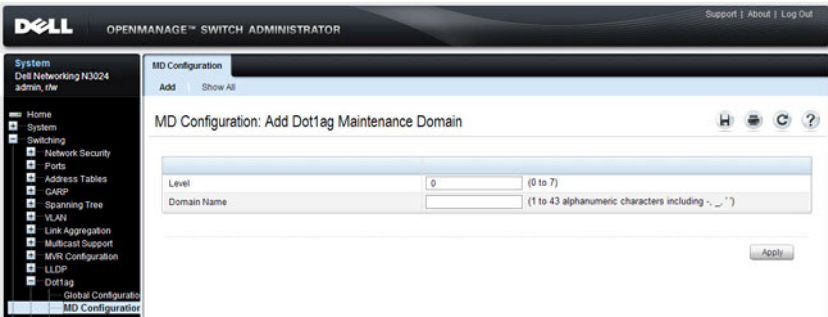 Support | About | Log Out
DELL OPENMANAGE™ SWITCH ADMINISTRATOR
System
Dell Networking N3024
admin, r/w
Home
System
Switching
Network Security
Ports
Address Tables
GARP
Spanning Tree
VLAN
Link Aggregation
Multicast Support
MVR Configuration
LLDP
Dot1ag
Global Configuratio
MD Configuration
MD Configuration
Add Show All
MD Configuration: Add Dot1ag Maintenance Domain
Level 0 (0 to 7)
Domain Name (1 to 43 alphanumeric characters including -, _, ' ')
Apply